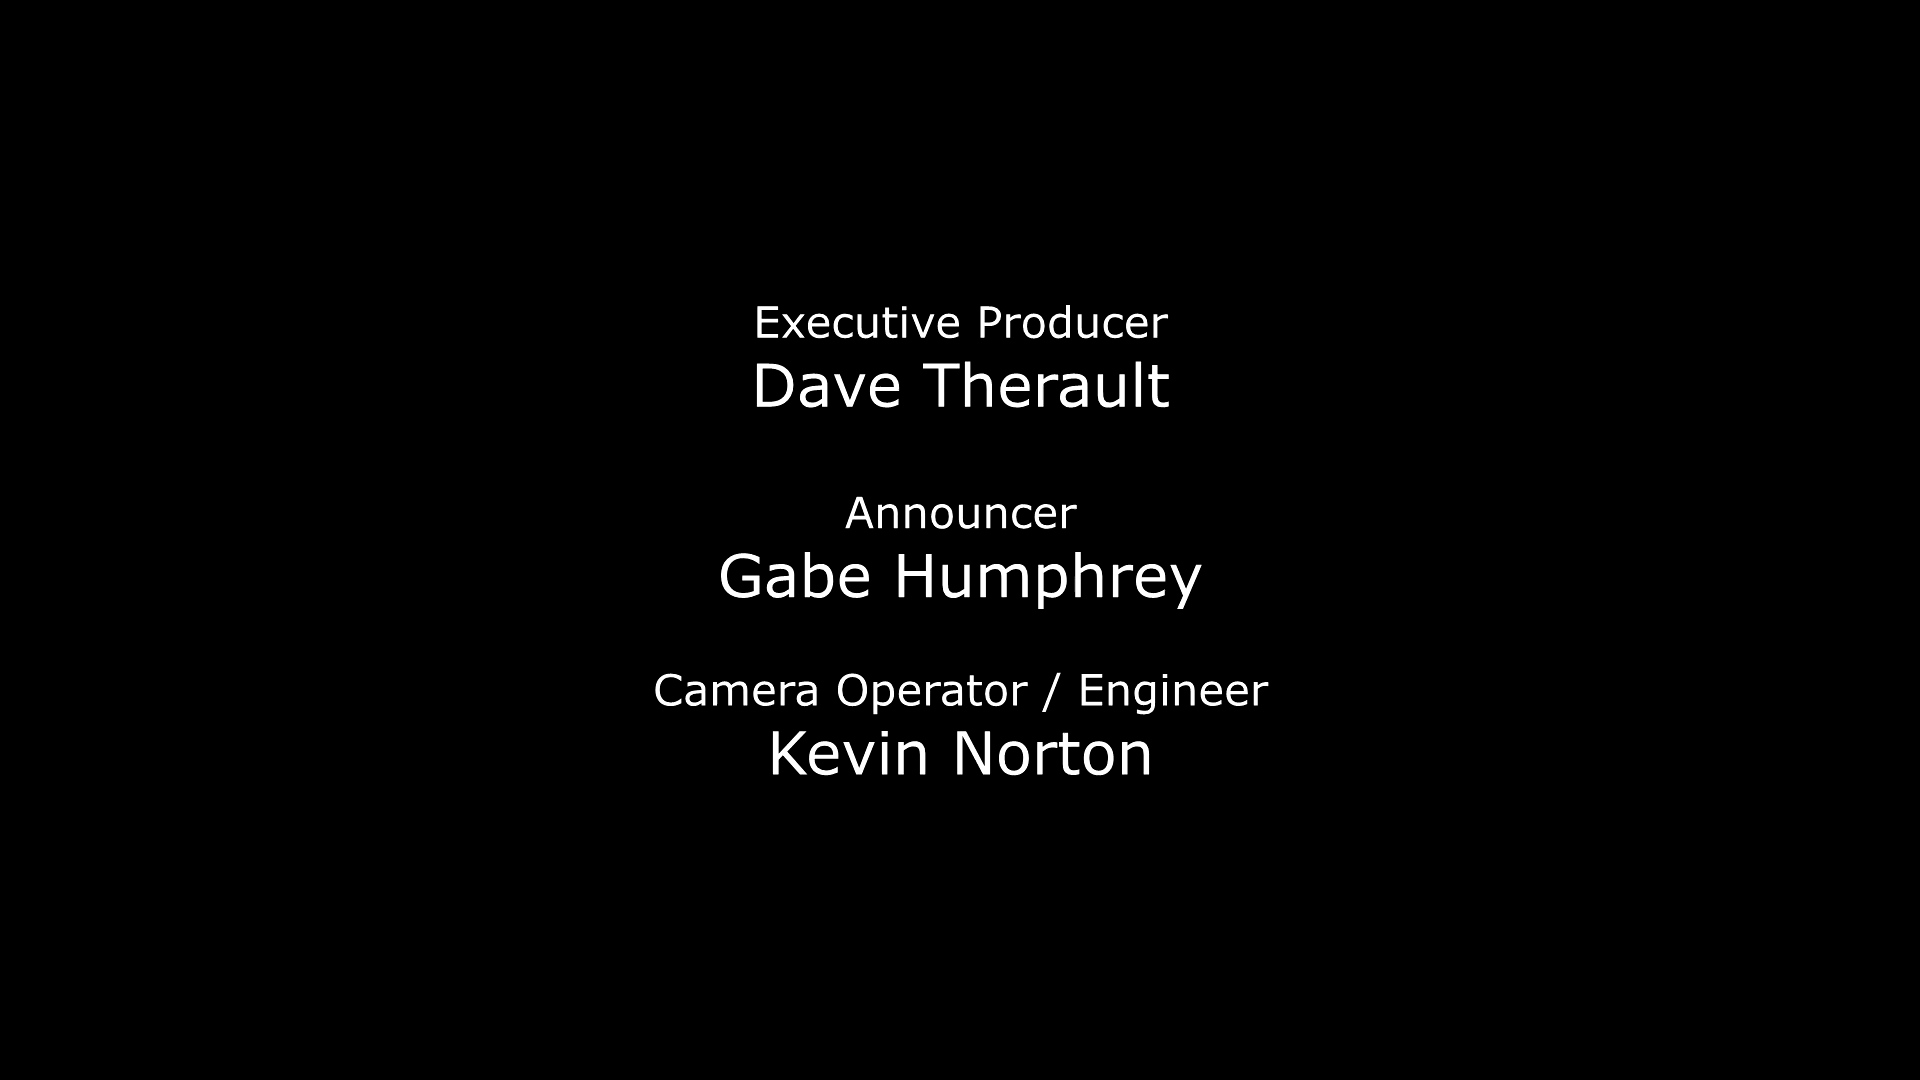 Executive Producer
Dave Therault
Announcer
Gabe Humphrey
Camera Operator / Engineer
Kevin Norton